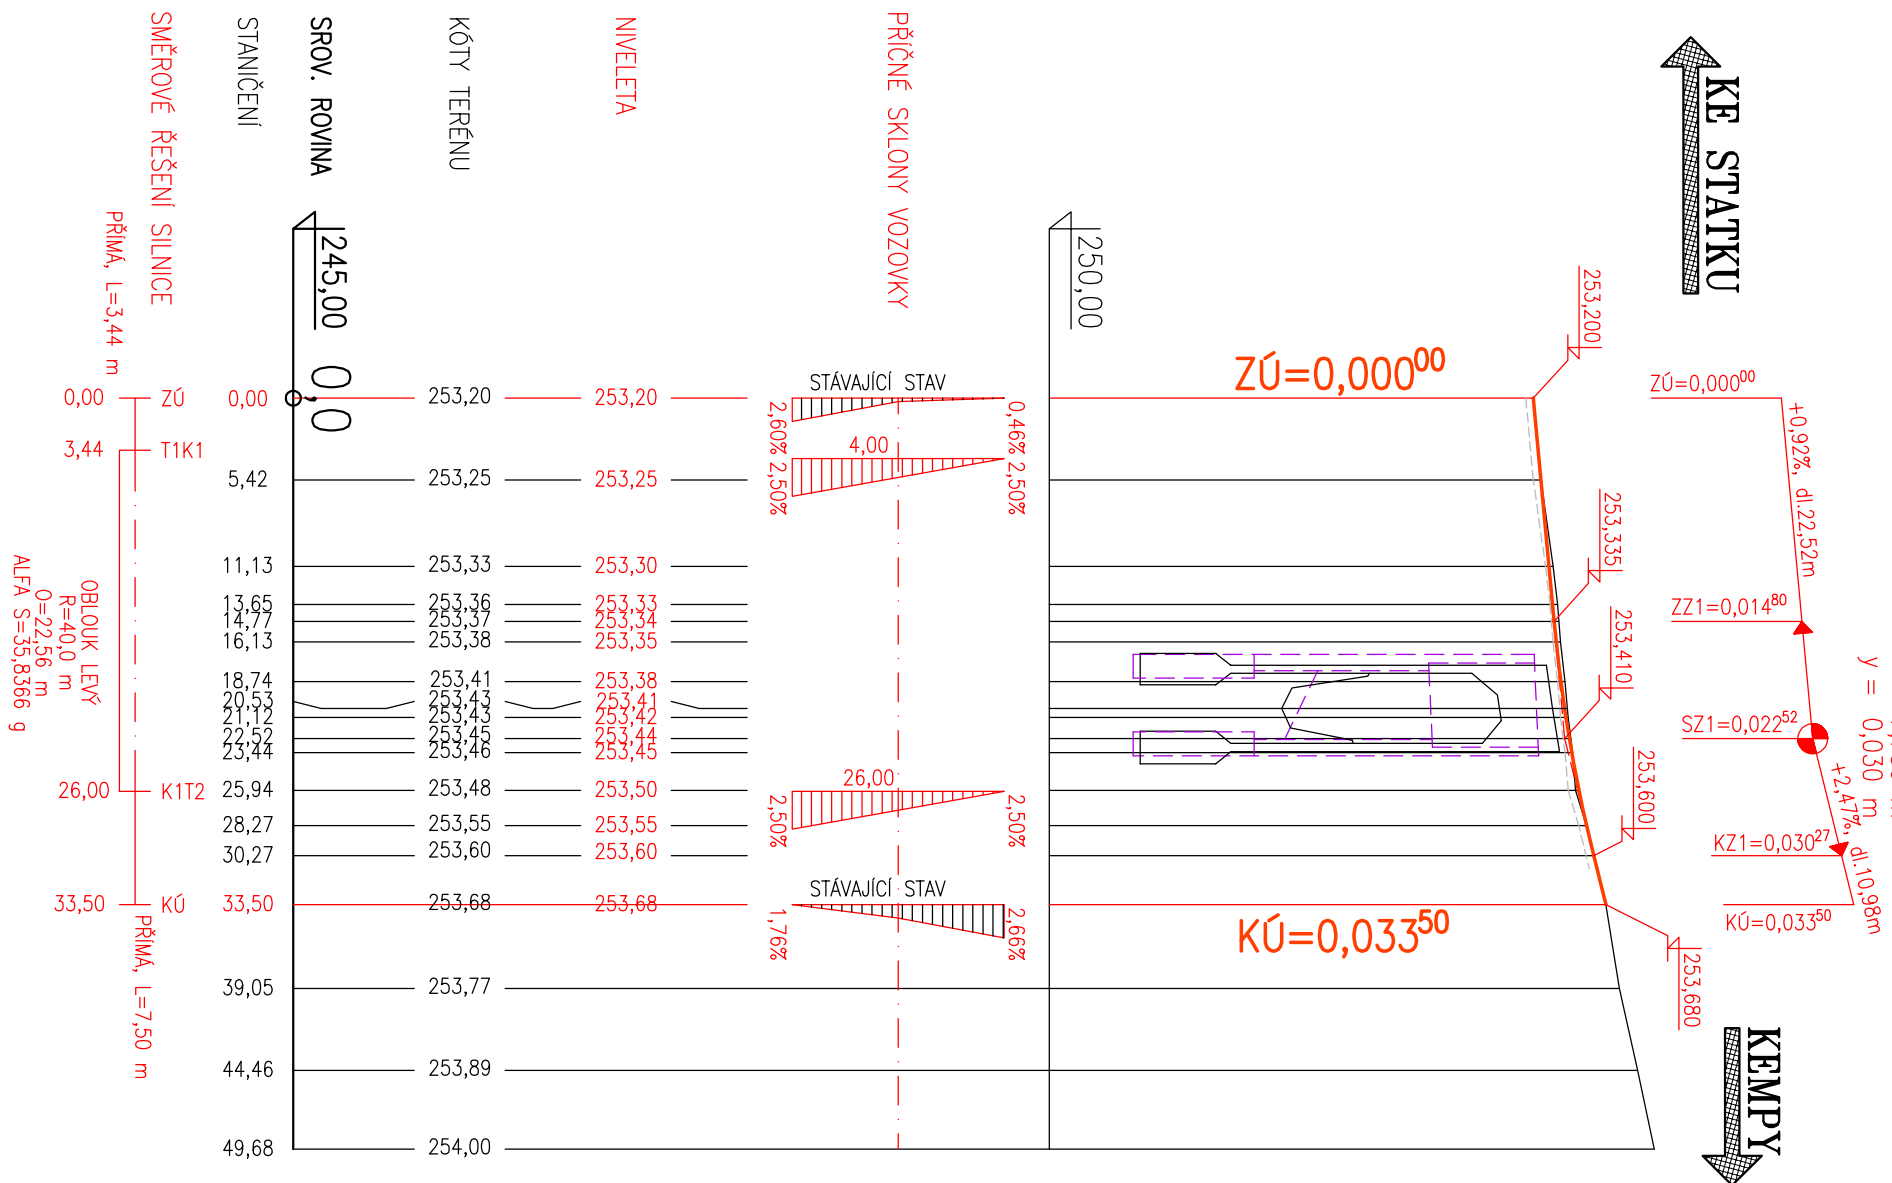 KE STATKU
KEMPY
PŘÍČNÉ SKLONY VOZOVKY
NIVELETA
KÓTY TERÉNU
SROV. ROVINA
STANIČENÍ
SMĚROVÉ ŘEŠENÍ SILNICE
245,00
250,00
0,0
PŘÍMÁ, L=3,44 m
0,00 ZÚ
3,44 T1K1
26,00 K1T2
33,50 KÚ
OBLOUK LEVÝ
R=40,0 m
O=22,56 m
ALFA S=35,8366 g
PŘÍMÁ, L=7,50 m
0,00 253,20 253,20
5,42 253,25 253,25
11,13 253,33 253,30
13,65 253,36 253,33
14,77 253,37 253,34
16,13 253,38 253,35
18,74 253,41 253,38
20,53 253,43 253,41
21,12 253,43 253,42
22,52 253,45 253,44
23,44 253,46 253,45
25,94 253,48 253,50
28,27 253,55 253,55
30,27 253,60 253,60
33,50 253,68 253,68
39,05 253,77
44,46 253,89
49,68 254,00
STÁVAJÍCÍ STAV
2,60% 0,46%
4,00
2,50% 2,50%
26,00
2,50% 2,50%
STÁVAJÍCÍ STAV
1,76% 2,66%
ZÚ=0,000⁰⁰
KÚ=0,033⁵⁰
253,200
253,335
253,410
253,600
253,680
ZÚ=0,000⁰⁰
+0,92%, dl.22,52m
ZZ1=0,014⁸⁰
SZ1=0,022⁵²
y = 0,030 m
+2,47%, dl.10,98m
KZ1=0,030²⁷
KÚ=0,033⁵⁰